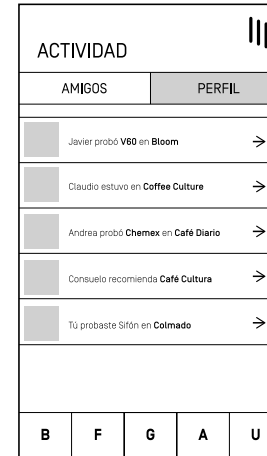 ACTIVIDAD
AMIGOS PERFIL
Javier probó V60 en Bloom
Claudio estuvo en Coffee Culture
Andrea probó Chemex en Café Diario
Consuelo recomienda Café Cultura
Tú probaste Sifón en Colmado
B F G A U